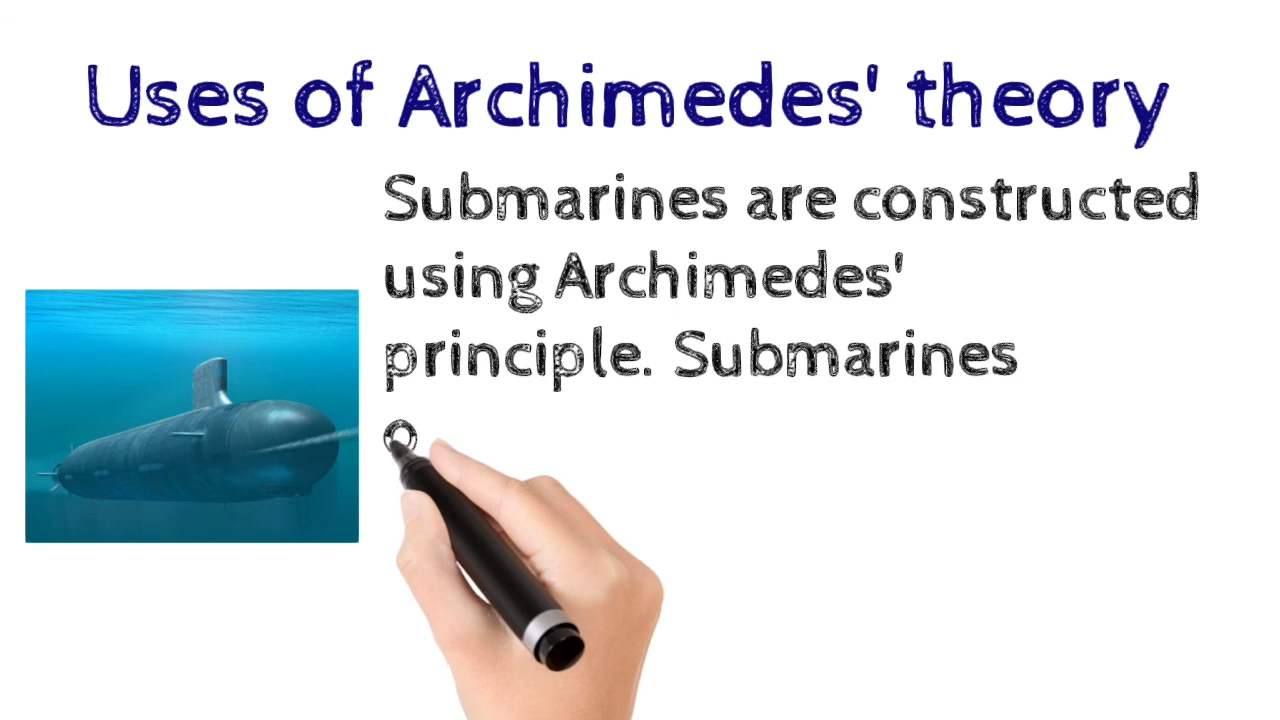 Uses of Archimedes' theory
Submarines are constructed
using Archimedes'
principle. Submarines